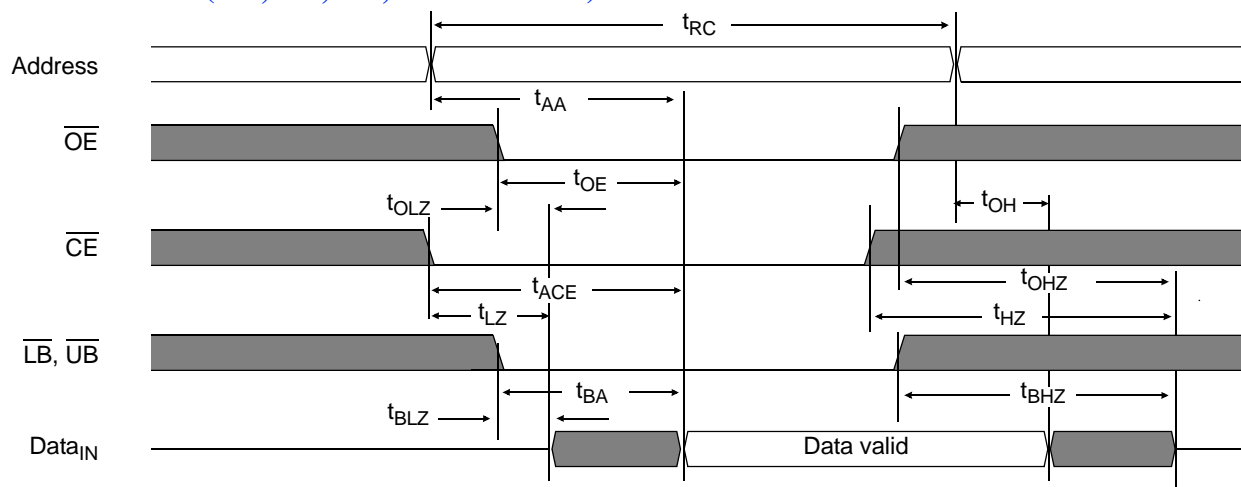 tRC
Address
tAA
OE
tOE
tOLZ
tOH
CE
tACE
tOHZ
tLZ
tHZ
LB, UB
tBA
tBHZ
tBLZ
DataIN
Data valid